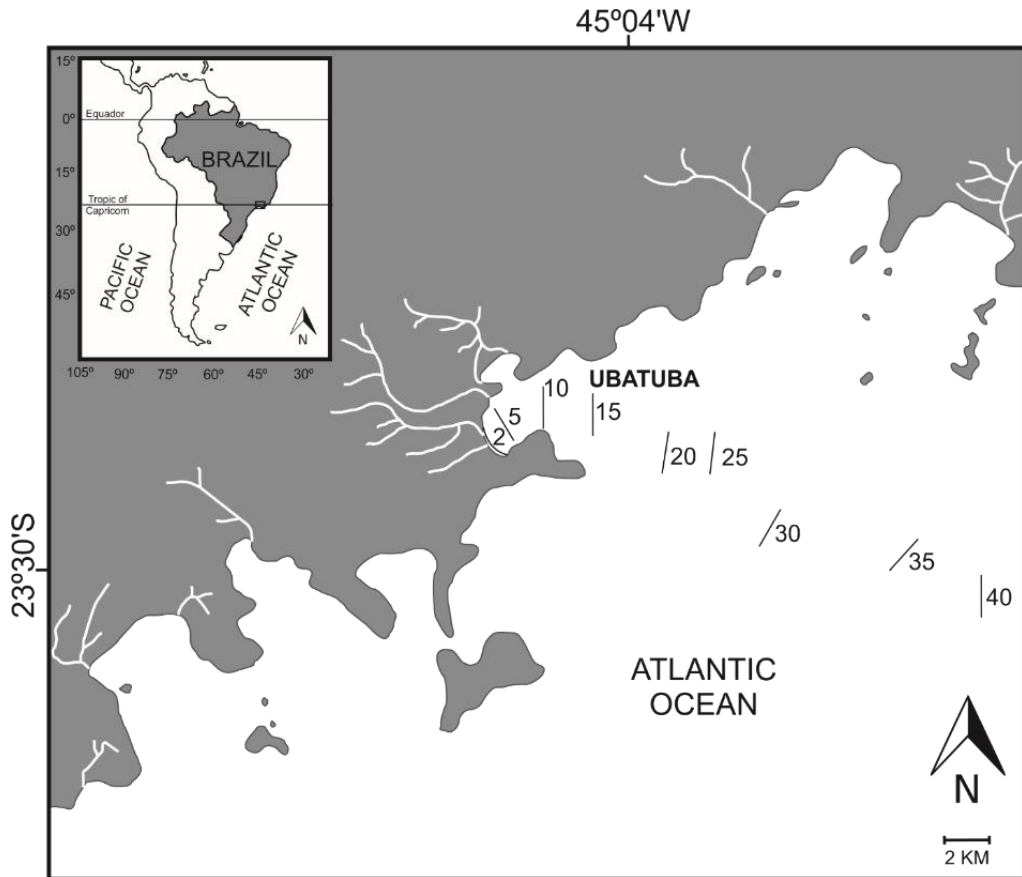 45º04'W
15º
0º
15º
30º
45º
105º 90º 75º 60º 45º 30º
Equador
BRAZIL
Tropic of
Capricorn
PACIFIC
OCEAN
ATLANTIC
OCEAN
N
UBATUBA
2
5
10
15
20
25
30
35
40
23º30'S
ATLANTIC
OCEAN
N
2 KM